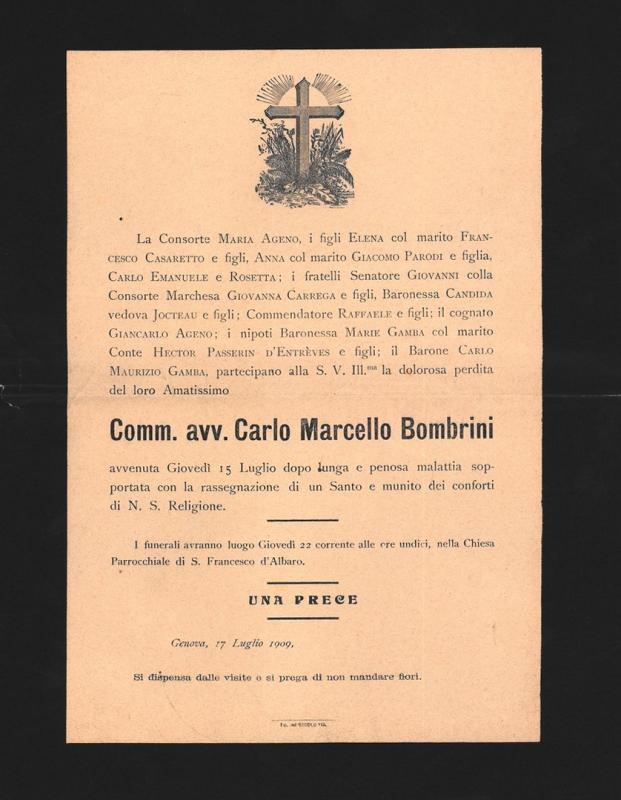 La Consorte Maria Ageno, i figli Elena col marito Fran-
cesco Casaretto e figli, Anna col marito Giacomo Parodi e figlia,
Carlo Emanuele e Rosetta; i fratelli Senatore Giovanni colla
Consorte Marchesa Giovanna Carrega e figli, Baronessa Candida
vedova Jocteau e figli; Commendatore Raffaele e figli; il cognato
Giancarlo Ageno; i nipoti Baronessa Marie Gamba col marito
Conte Hector Passerin d'Entrèves e figli; il Barone Carlo
Maurizio Gamba, partecipano alla S. V. Ill.ma la dolorosa perdita
del loro Amatissimo
Comm. avv. Carlo Marcello Bombrini
avvenuta Giovedì 15 Luglio dopo lunga e penosa malattia sop-
portata con la rassegnazione di un Santo e munito dei conforti
di N. S. Religione.
I funerali avranno luogo Giovedì 22 corrente alle ore undici, nella Chiesa
Parrocchiale di S. Francesco d'Albaro.
UNA PRECE
Genova, 17 Luglio 1909.
Si dispensa dalle visite e si prega di non mandare fiori.